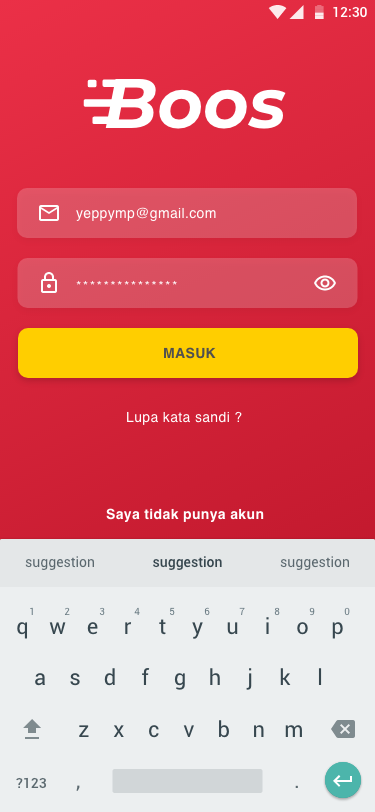 12:30
Boos
yeppymp@gmail.com
***************
MASUK
Lupa kata sandi ?
Saya tidak punya akun
suggestion suggestion suggestion
1 2 3 4 5 6 7 8 9 0
q w e r t y u i o p
a s d f g h j k l
z x c v b n m
?123 , .